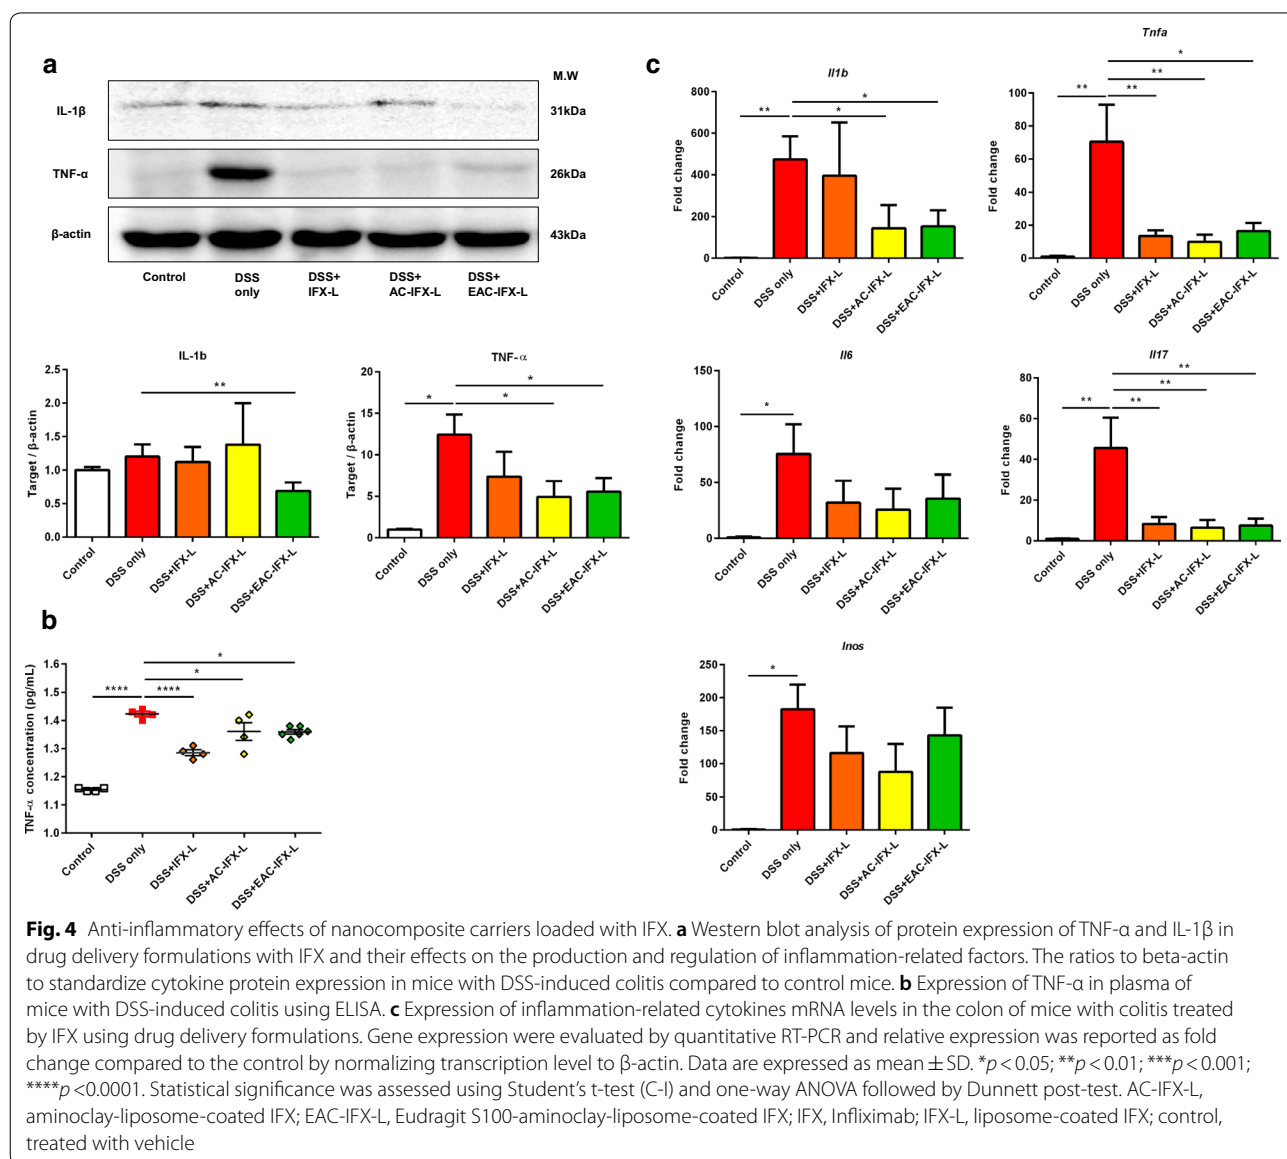 a
M.W
IL-1β
31kDa
TNF-α
26kDa
β-actin
43kDa
Control
DSS only
DSS+ IFX-L
DSS+ AC-IFX-L
DSS+ EAC-IFX-L
IL-1b
Target / β-actin
2.5
2.0
1.5
1.0
0.5
0.0
**
Control
DSS only
DSS+IFX-L
DSS+AC-IFX-L
DSS+EAC-IFX-L
TNF- α
Target / β-actin
20
15
10
5
0
*
*
*
Control
DSS only
DSS+IFX-L
DSS+AC-IFX-L
DSS+EAC-IFX-L
b
TNF-α concentration (pg/mL)
1.6
1.4
1.3
1.2
1.1
1.0
*
*
****
****
Control
DSS only
DSS+IFX-L
DSS+AC-IFX-L
DSS+EAC-IFX-L
c
Il1b
Fold change
800
600
400
200
0
*
**
*
Control
DSS only
DSS+IFX-L
DSS+AC-IFX-L
DSS+EAC-IFX-L
Tnfa
Fold change
100
80
60
40
20
0
*
**
**
**
Control
DSS only
DSS+IFX-L
DSS+AC-IFX-L
DSS+EAC-IFX-L
Il6
Fold change
150
100
50
0
*
Control
DSS only
DSS+IFX-L
DSS+AC-IFX-L
DSS+EAC-IFX-L
Il17
Fold change
80
60
40
20
0
**
**
**
**
Control
DSS only
DSS+IFX-L
DSS+AC-IFX-L
DSS+EAC-IFX-L
Inos
Fold change
250
200
150
100
50
0
*
Control
DSS only
DSS+IFX-L
DSS+AC-IFX-L
DSS+EAC-IFX-L
Fig. 4 Anti-inflammatory effects of nanocomposite carriers loaded with IFX. a Western blot analysis of protein expression of TNF-α and IL-1β in
drug delivery formulations with IFX and their effects on the production and regulation of inflammation-related factors. The ratios to beta-actin
to standardize cytokine protein expression in mice with DSS-induced colitis compared to control mice. b Expression of TNF-α in plasma of
mice with DSS-induced colitis using ELISA. c Expression of inflammation-related cytokines mRNA levels in the colon of mice with colitis treated
by IFX using drug delivery formulations. Gene expression were evaluated by quantitative RT-PCR and relative expression was reported as fold
change compared to the control by normalizing transcription level to β-actin. Data are expressed as mean ± SD. *p < 0.05; **p < 0.01; ***p < 0.001;
****p <0.0001. Statistical significance was assessed using Student's t-test (C-I) and one-way ANOVA followed by Dunnett post-test. AC-IFX-L,
aminoclay-liposome-coated IFX; EAC-IFX-L, Eudragit S100-aminoclay-liposome-coated IFX; IFX, Infliximab; IFX-L, liposome-coated IFX; control,
treated with vehicle